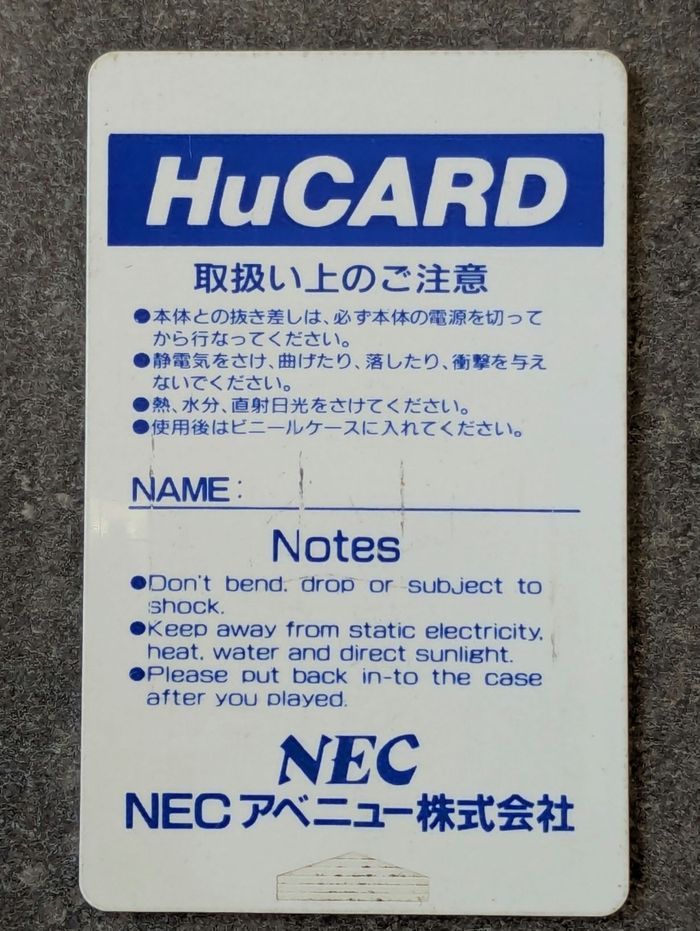 HuCARD
取扱い上のご注意
●本体との抜き差しは、必ず本体の電源を切って
から行なってください。
●静電気をさけ、曲げたり、落したり、衝撃を与え
ないでください。
●熱、水分、直射日光をさけてください。
●使用後はビニールケースに入れてください。
NAME:
Notes
●Don't bend, drop or subject to
shock.
●Keep away from static electricity,
heat, water and direct sunlight.
●Please put back in-to the case
after you played.
NEC
NECアベニュー株式会社